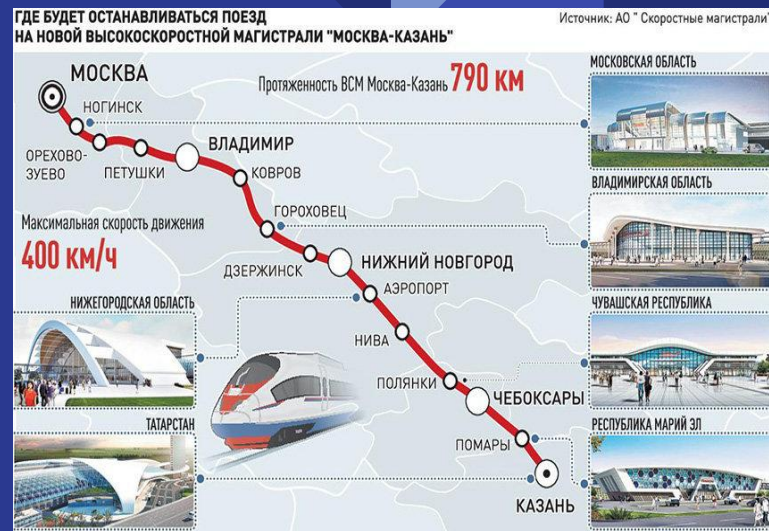 ГДЕ БУДЕТ ОСТАНАВЛИВАТЬСЯ ПОЕЗД
НА НОВОЙ ВЫСОКОСКОРОСТНОЙ МАГИСТРАЛИ "МОСКВА-КАЗАНЬ"
Источник: АО " Скоростные магистрали"
МОСКВА
Протяженность ВСМ Москва-Казань 790 км
МОСКОВСКАЯ ОБЛАСТЬ
НОГИНСК
ОРЕХОВО-
ЗУЕВО
ПЕТУШКИ
ВЛАДИМИР
КОВРОВ
ВЛАДИМИРСКАЯ ОБЛАСТЬ
Максимальная скорость движения
400 км/ч
ГОРОХОВЕЦ
ДЗЕРЖИНСК
НИЖНИЙ НОВГОРОД
АЭРОПОРТ
НИЖЕГОРОДСКАЯ ОБЛАСТЬ
ЧУВАШСКАЯ РЕСПУБЛИКА
НИВА
ПОЛЯНКИ
ЧЕБОКСАРЫ
ТАТАРСТАН
ПОМАРЫ
РЕСПУБЛИКА МАРИЙ ЭЛ
КАЗАНЬ